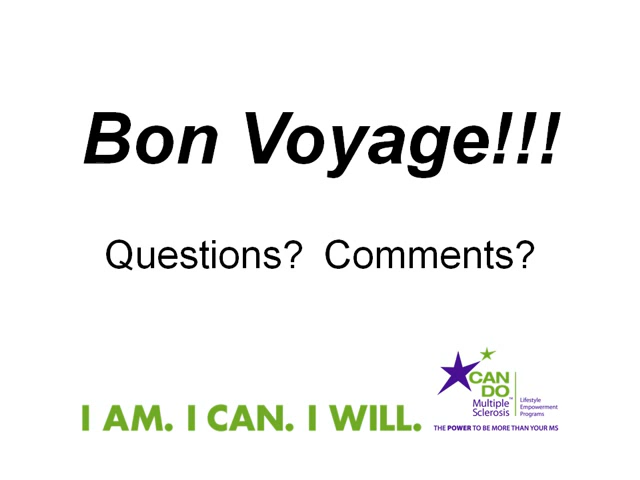 Bon Voyage!!!
Questions?  Comments?
I AM. I CAN. I WILL.
CAN
DO
Multiple
Sclerosis™
Lifestyle
Empowerment
Programs
THE POWER TO BE MORE THAN YOUR MS